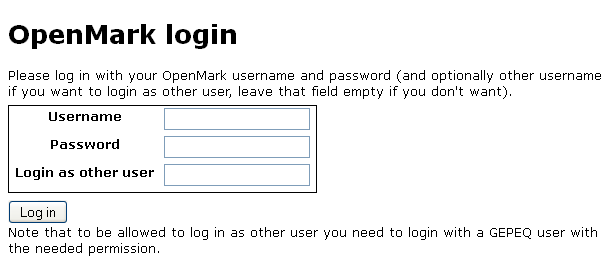 OpenMark login
Please log in with your OpenMark username and password (and optionally other username
if you want to login as other user, leave that field empty if you don't want).
Username
Password
Login as other user
Log in
Note that to be allowed to log in as other user you need to login with a GEPEQ user with
the needed permission.